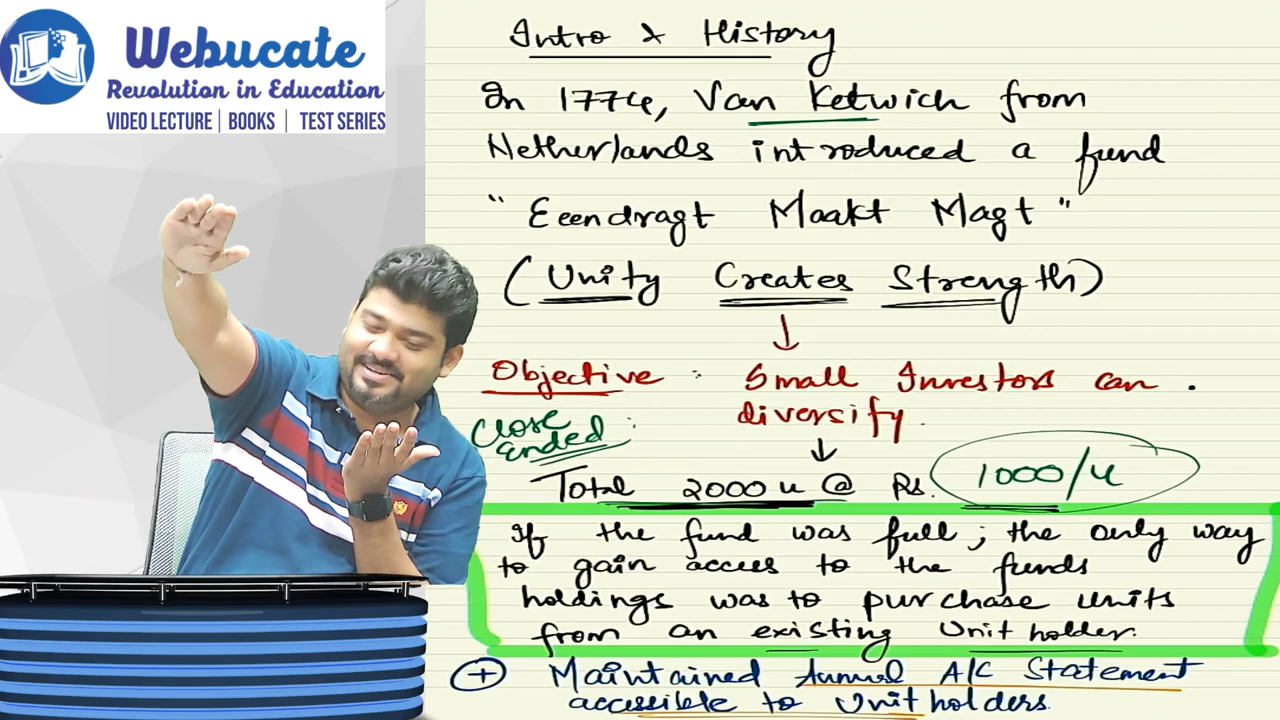 Webucate
Revolution in Education
VIDEO LECTURE | BOOKS | TEST SERIES
Intro & History
In 1774, Van Ketwich from
Netherlands introduced a fund
"Eeendragt Maakt Magt"
(Unity Creates Strength)
Objective : Small Investors can .
diversify
Close
Ended :
Total 2000 u @ Rs. 1000/u
If the fund was full ; the only way
to gain access to the funds
holdings was to purchase units
from an existing Unit holder.
+ Maintained Annual A/C Statement
accessible to Unit holders.